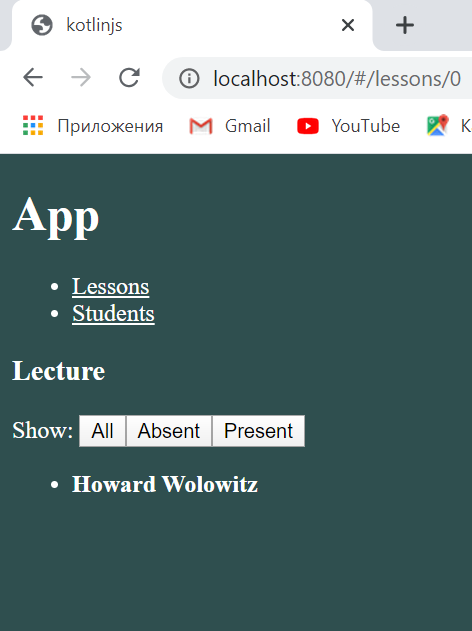 kotlinjs
localhost:8080/#/lessons/0
Приложения Gmail YouTube
App
Lessons
Students
Lecture
Show: All Absent Present
Howard Wolowitz